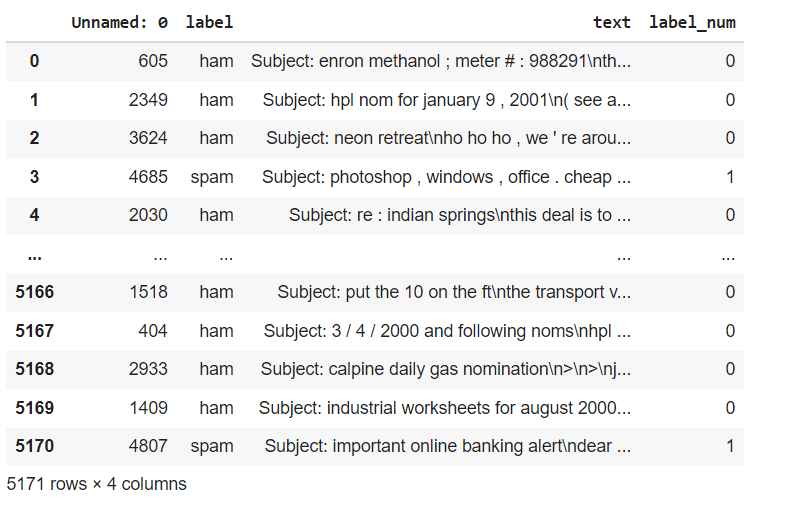 Unnamed: 0 label text label_num
0 605 ham Subject: enron methanol ; meter # : 988291\nth... 0
1 2349 ham Subject: hpl nom for january 9 , 2001\n( see a... 0
2 3624 ham Subject: neon retreat\nho ho ho , we ' re arou... 0
3 4685 spam Subject: photoshop , windows , office . cheap ... 1
4 2030 ham Subject: re : indian springs\nthis deal is to ... 0
... ... ... ... ...
5166 1518 ham Subject: put the 10 on the ft\nthe transport v... 0
5167 404 ham Subject: 3 / 4 / 2000 and following noms\nhpl ... 0
5168 2933 ham Subject: calpine daily gas nomination\n>\n>\nj... 0
5169 1409 ham Subject: industrial worksheets for august 2000... 0
5170 4807 spam Subject: important online banking alert\ndear ... 1
5171 rows × 4 columns